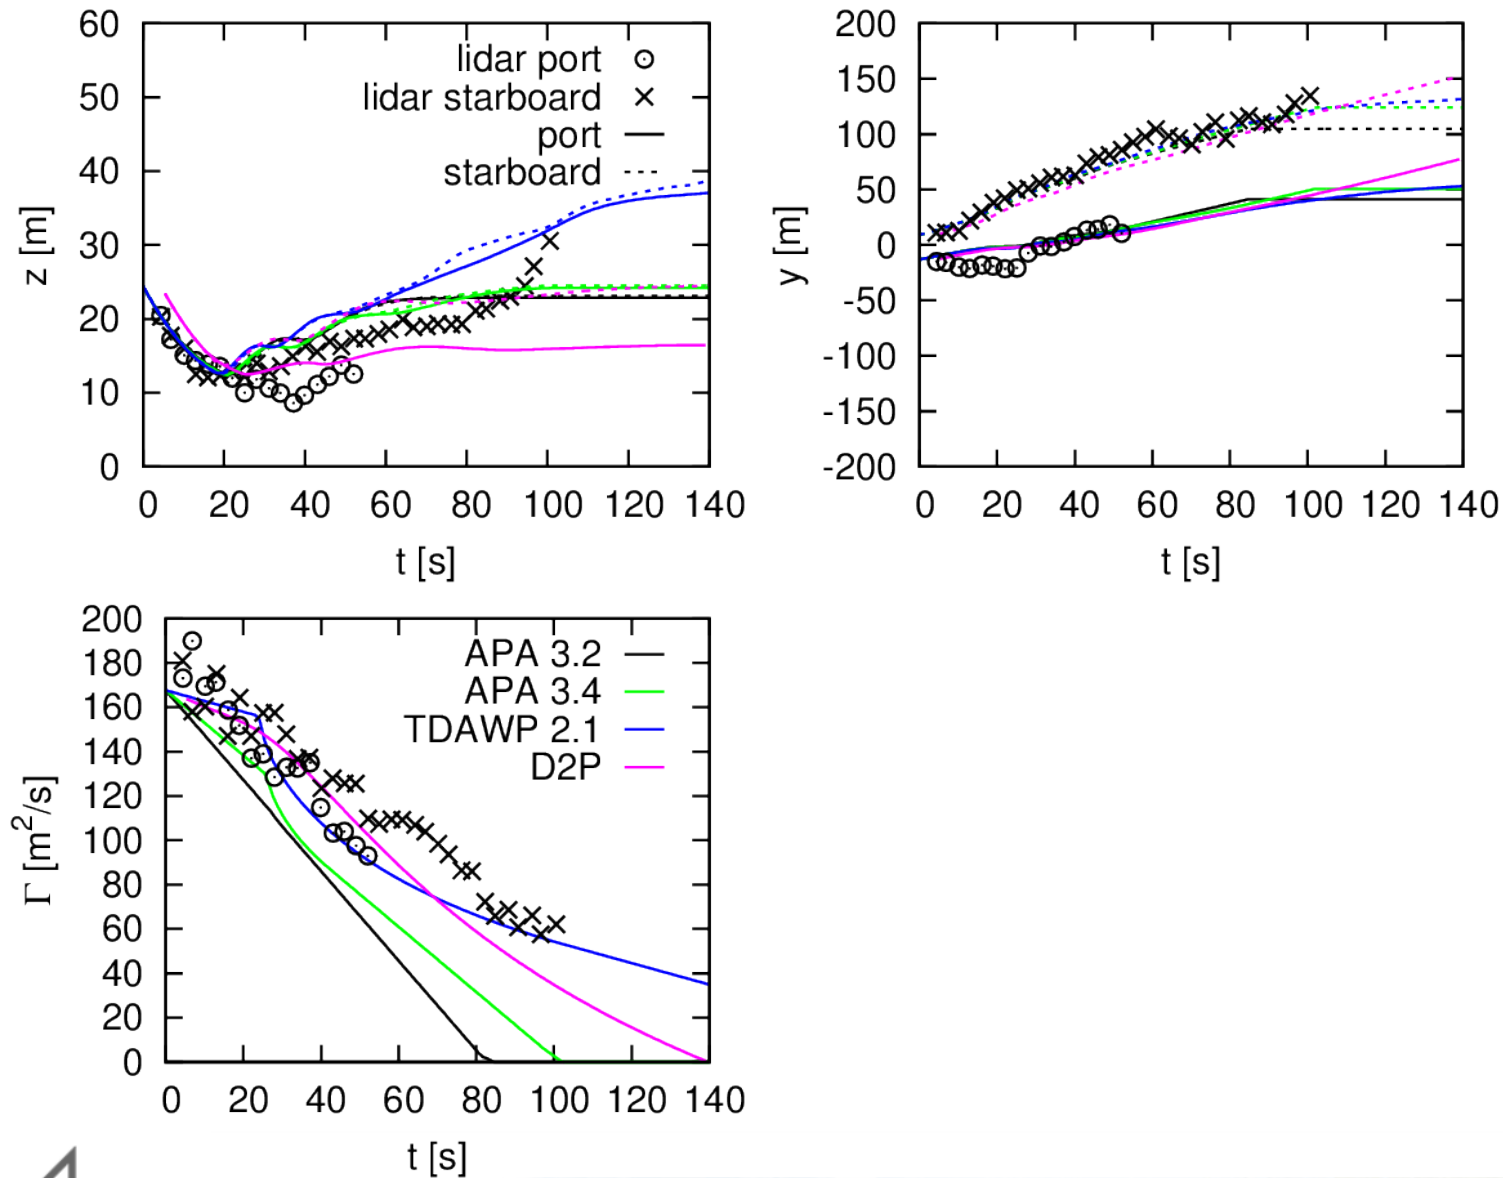 60
50
40
30
20
10
0
z [m]
lidar port
lidar starboard
port
starboard
0 20 40 60 80 100 120 140
t [s]
200
150
100
50
0
-50
-100
-150
-200
y [m]
0 20 40 60 80 100 120 140
t [s]
200
180
160
140
120
100
80
60
40
20
0
Γ [m²/s]
APA 3.2
APA 3.4
TDAWP 2.1
D2P
0 20 40 60 80 100 120 140
t [s]